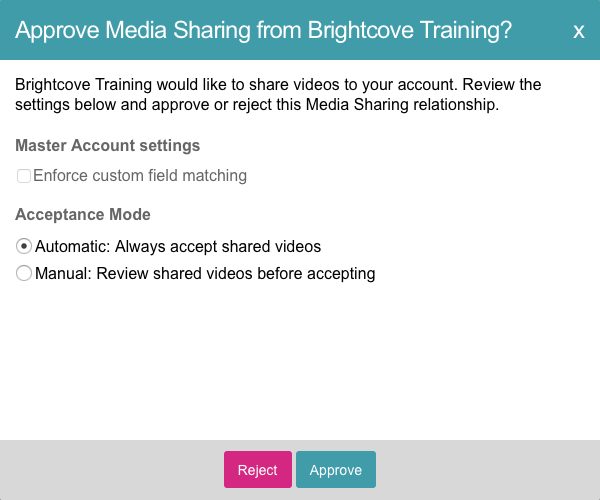 Approve Media Sharing from Brightcove Training?
x
Brightcove Training would like to share videos to your account. Review the
settings below and approve or reject this Media Sharing relationship.
Master Account settings
Enforce custom field matching
Acceptance Mode
Automatic: Always accept shared videos
Manual: Review shared videos before accepting
Reject
Approve